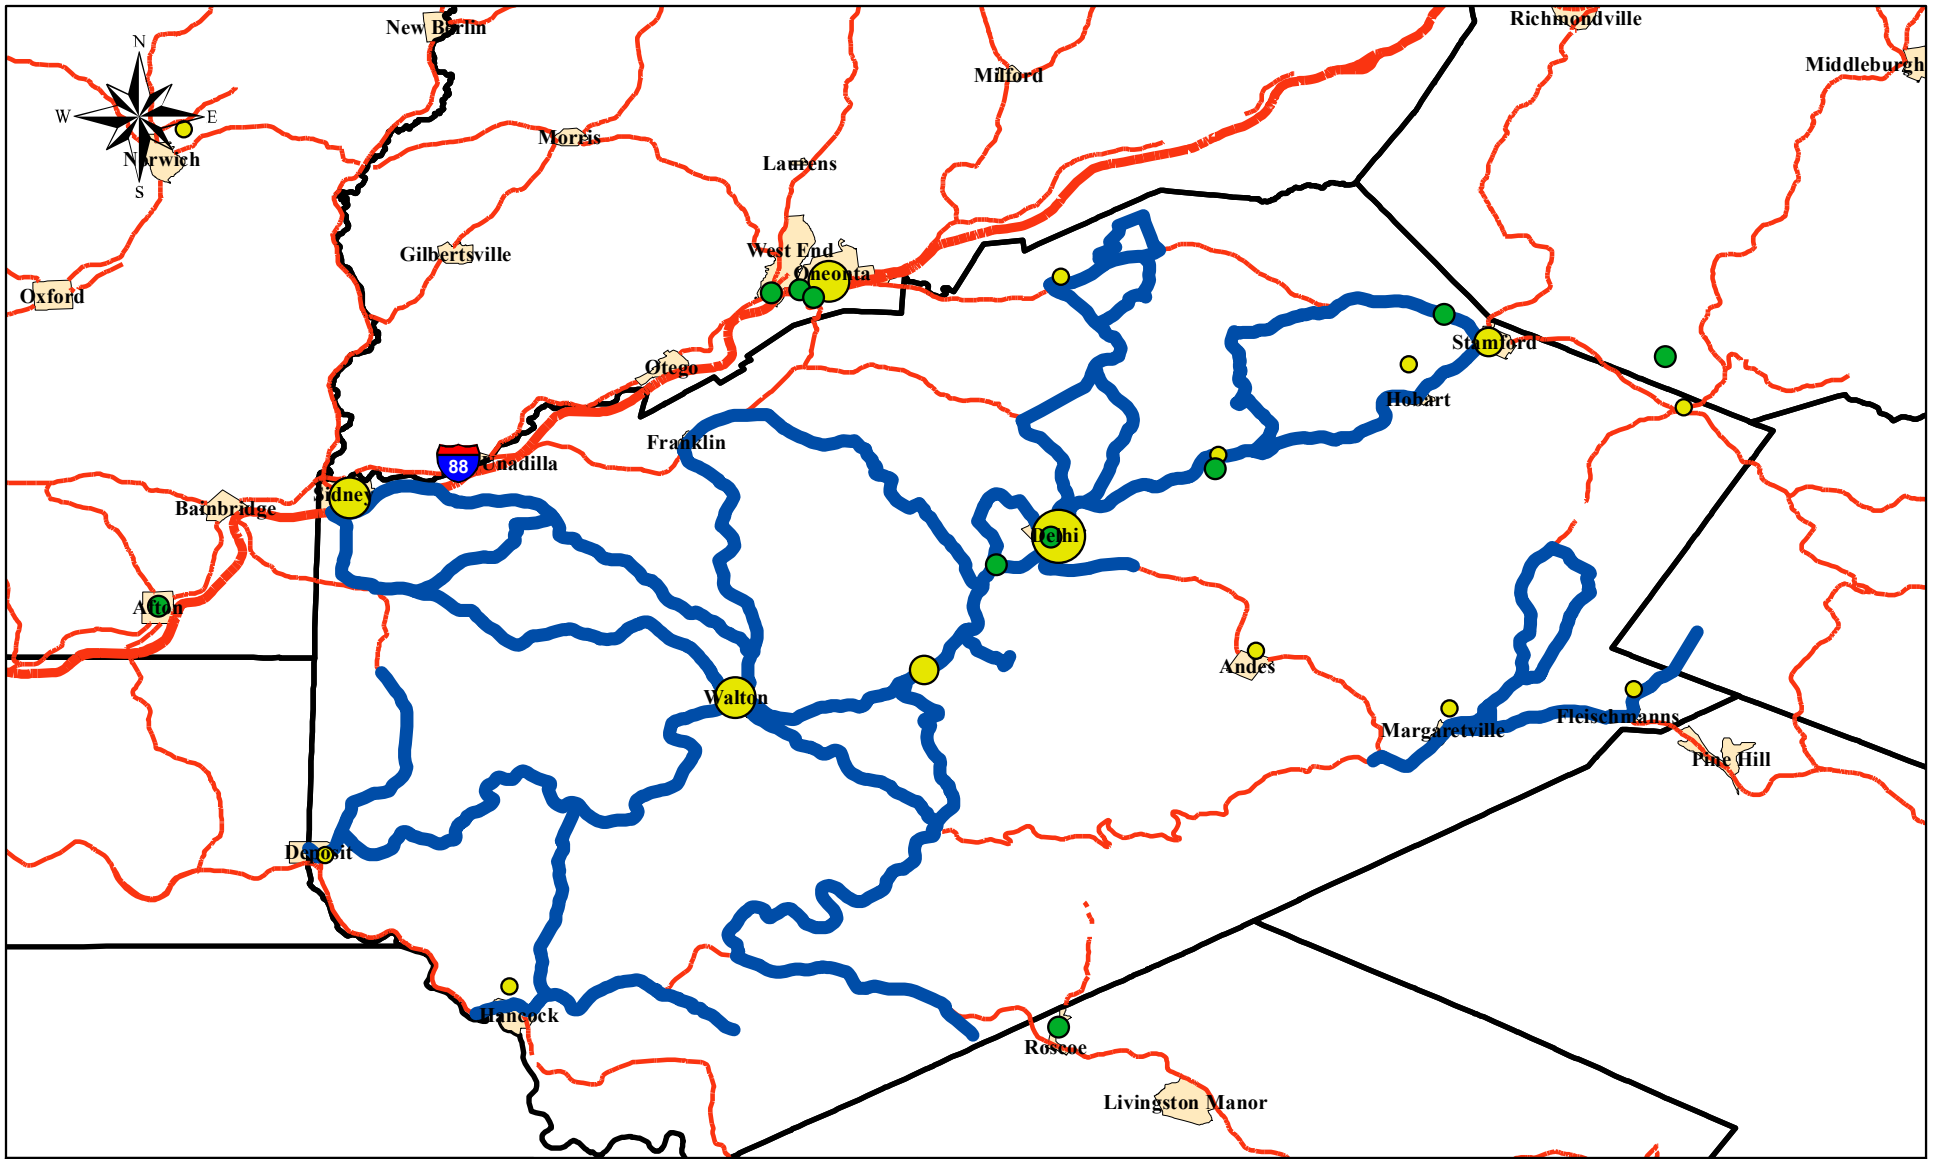 New Berlin
Richmondville
N
Milford
Middleburgh
W
E
Morris
Norwich
Laurens
S
West End
Gilbertsville
Oneonta
Oxford
Stamford
Otego
Hobart
Franklin
88
Unadilla
Sidney
Bainbridge
Delhi
Afton
Andes
Walton
Fleischmanns
Margaretville
Pine Hill
Deposit
Hancock
Roscoe
Livingston Manor